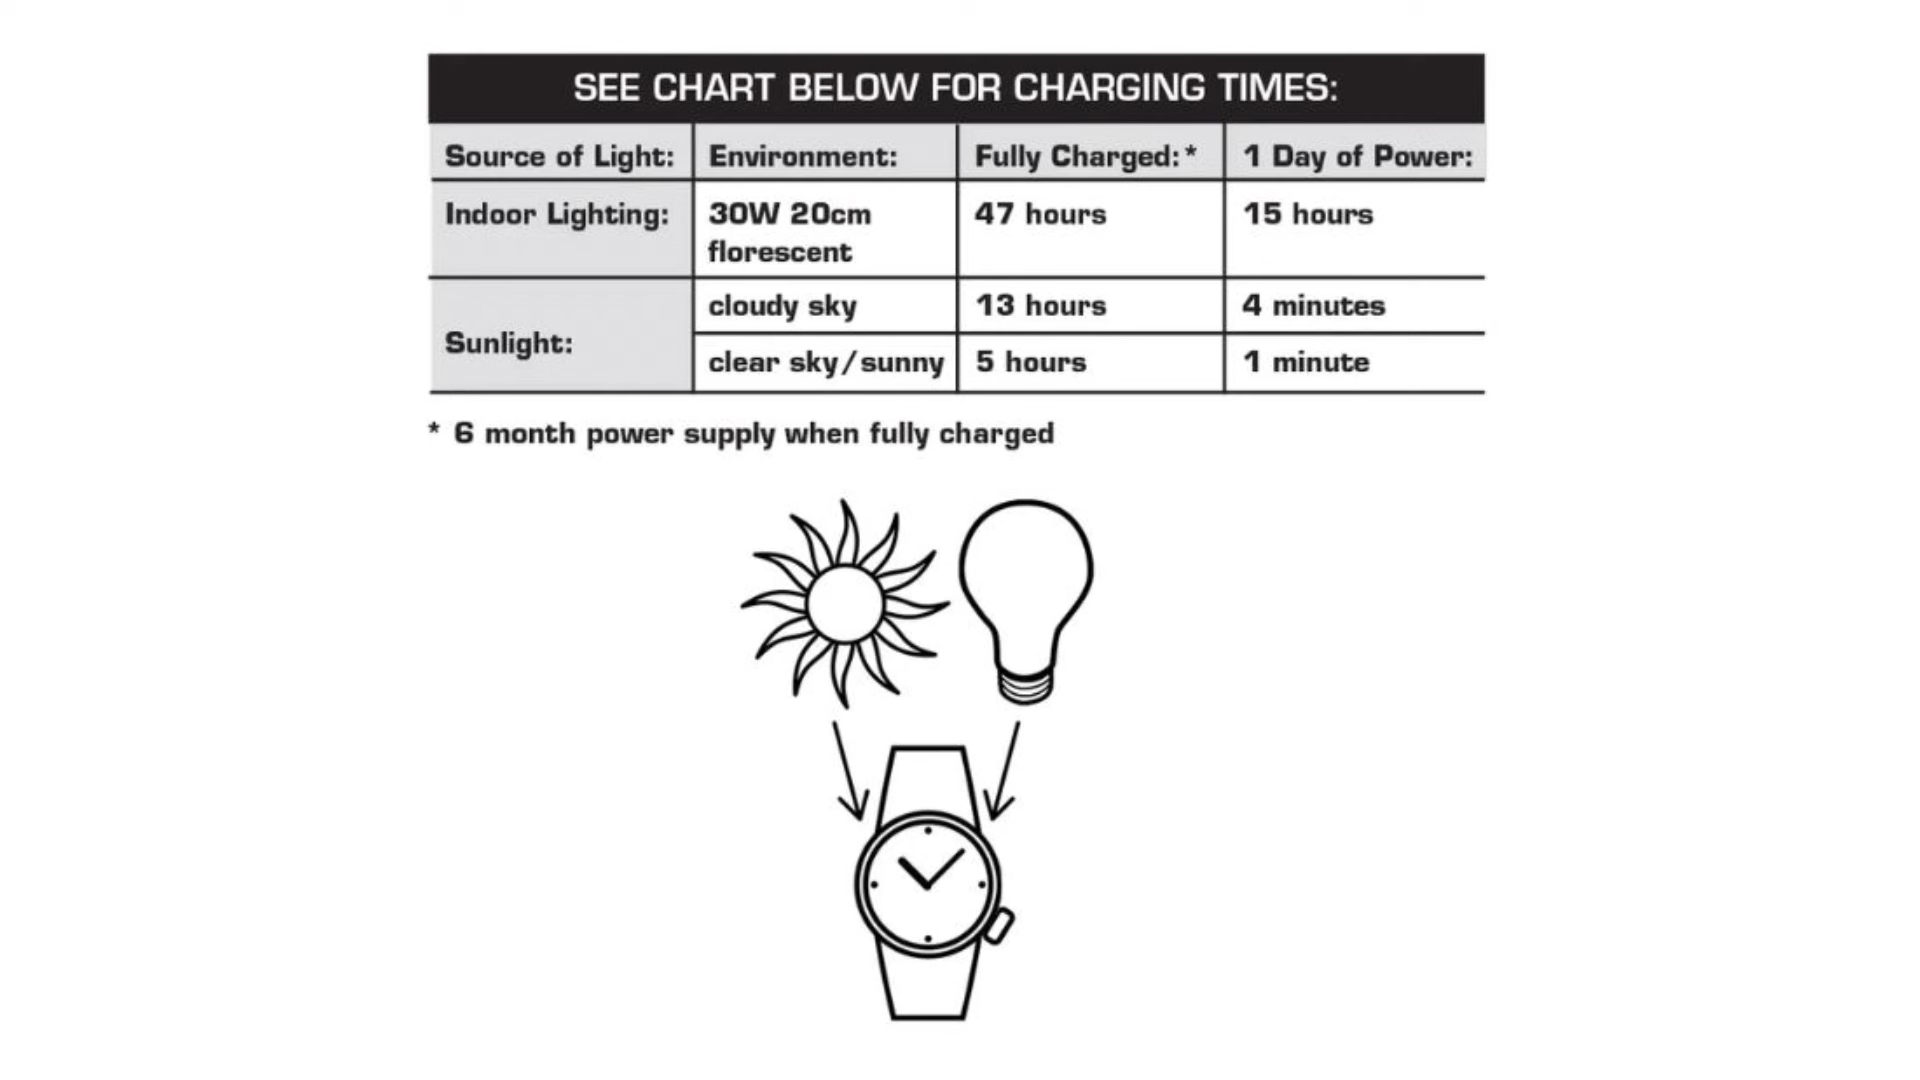 SEE CHART BELOW FOR CHARGING TIMES:
Source of Light: Environment: Fully Charged:* 1 Day of Power:
Indoor Lighting: 30W 20cm 47 hours 15 hours
florescent
cloudy sky 13 hours 4 minutes
Sunlight:
clear sky/sunny 5 hours 1 minute
* 6 month power supply when fully charged